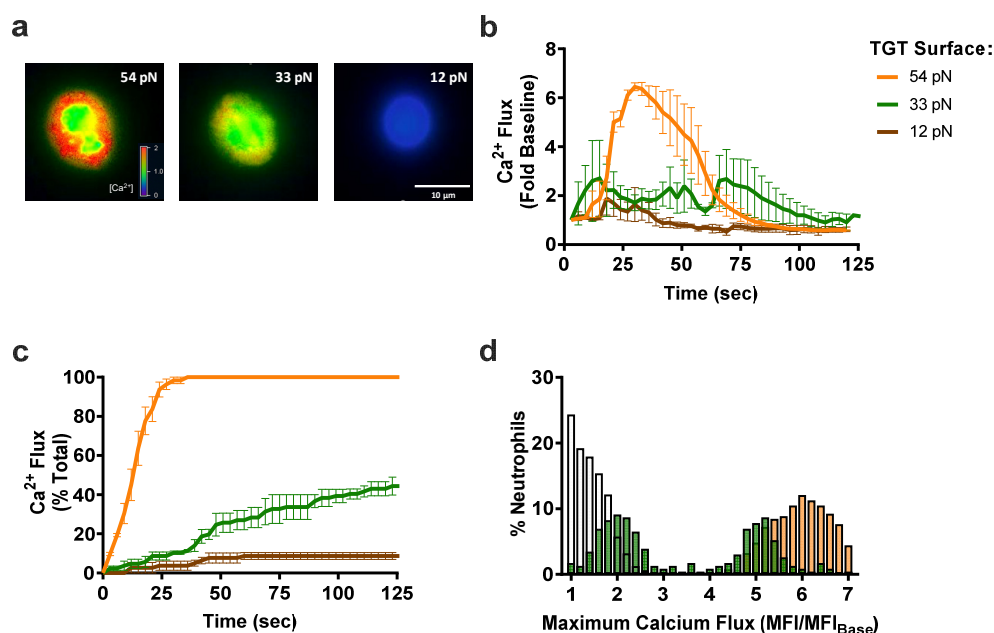 a
54 pN
33 pN
12 pN
2
1.0
0
[Ca²⁺]
10 μm
b
8
6
4
2
0
Ca²⁺ Flux
(Fold Baseline)
0 25 50 75 100 125
Time (sec)
TGT Surface:
54 pN
33 pN
12 pN
c
100
80
60
40
20
0
Ca²⁺ Flux
(% Total)
0 25 50 75 100 125
Time (sec)
d
30
20
10
0
% Neutrophils
1 2 3 4 5 6 7
Maximum Calcium Flux (MFI/MFI_Base)